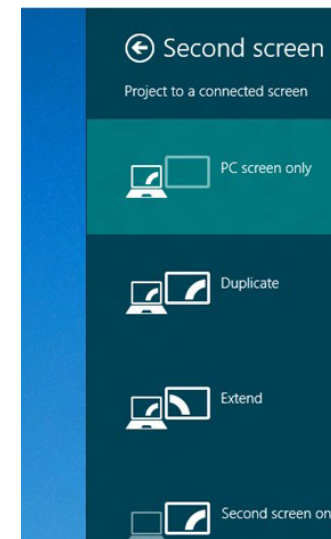 Second screen
Project to a connected screen
PC screen only
Duplicate
Extend
Second screen on